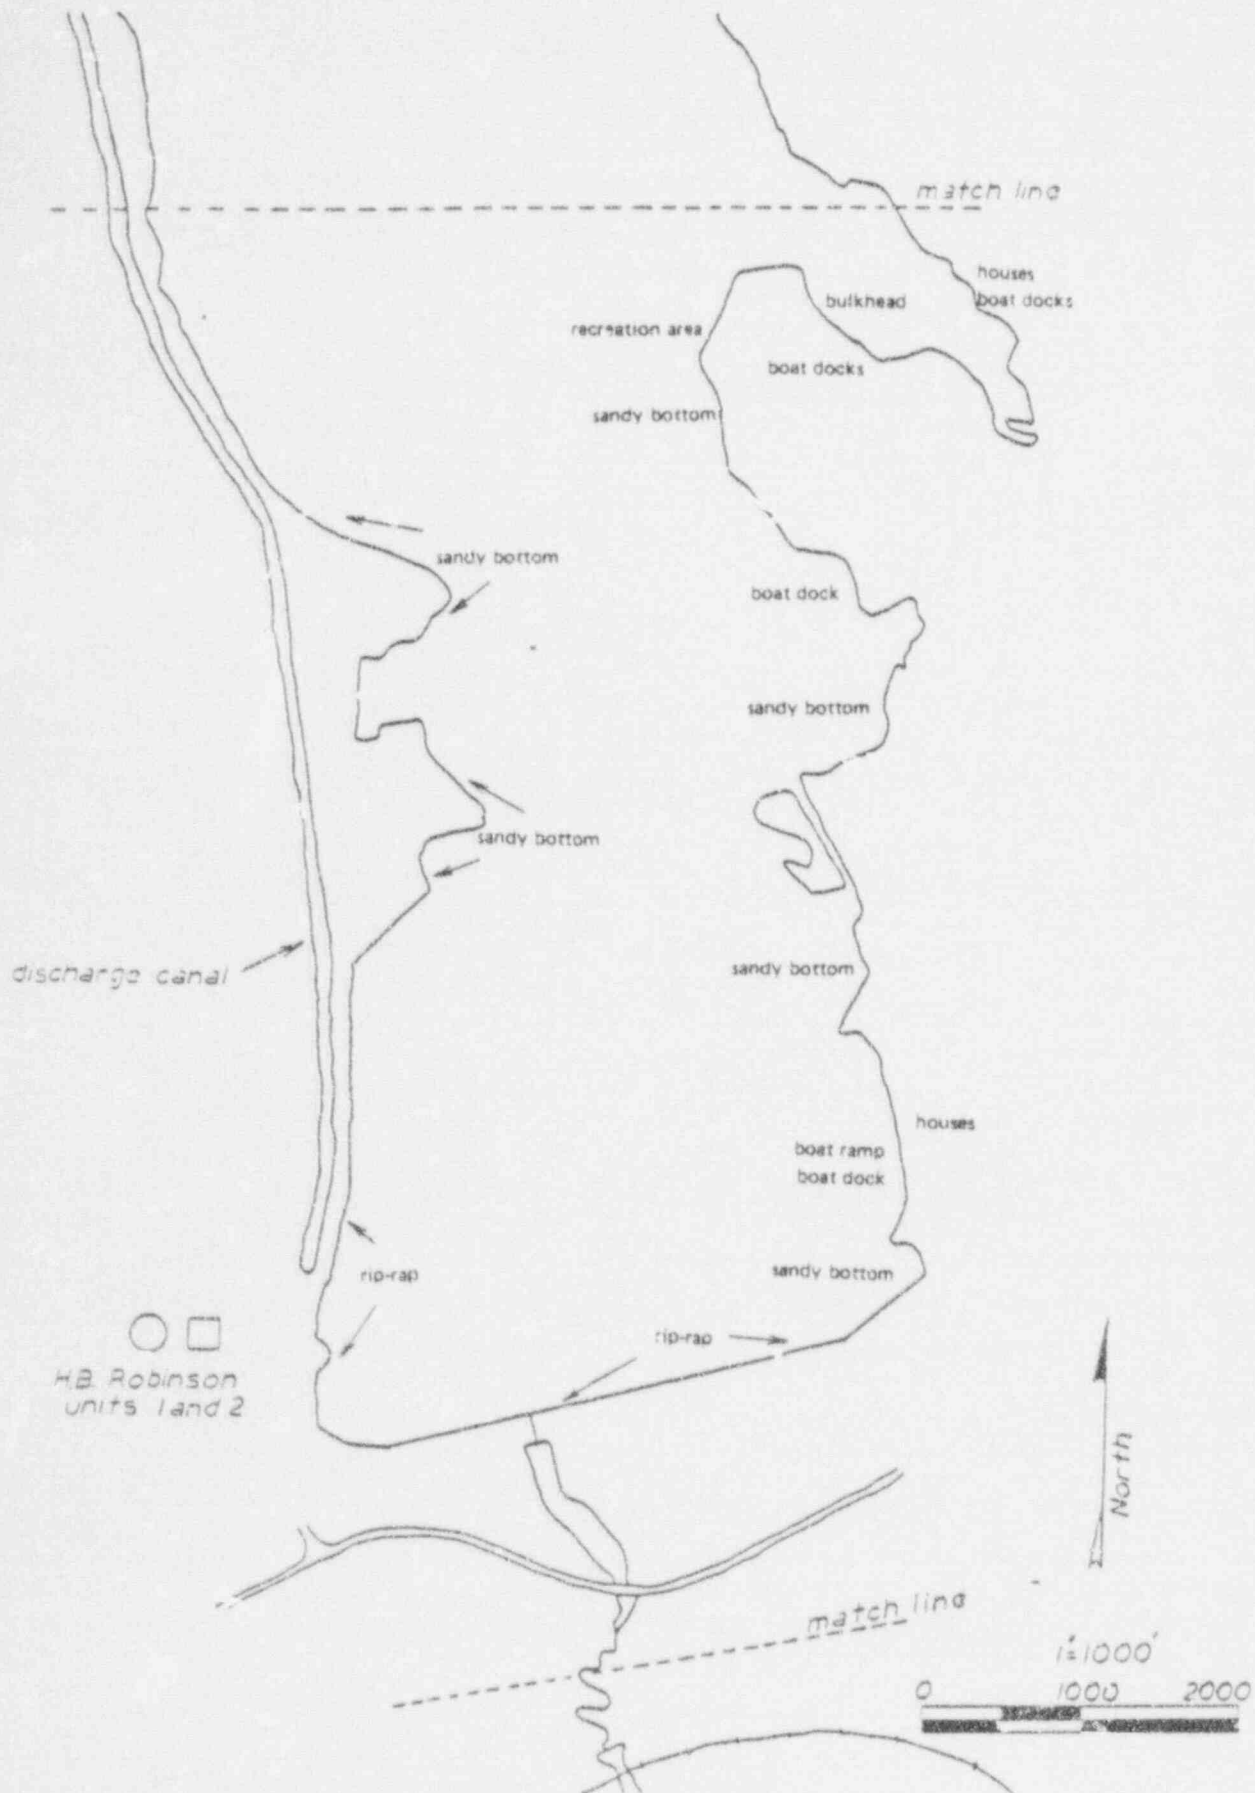 match line
houses
boat docks
bulkhead
recreation area
boat docks
sandy bottom
sandy bottom
boat dock
sandy bottom
sandy bottom
discharge canal
sandy bottom
houses
boat ramp
boat dock
rip-rap
sandy bottom
rip-rap
H.B. Robinson
units 1 and 2
North
match line
1"=1000'
0 1000 2000